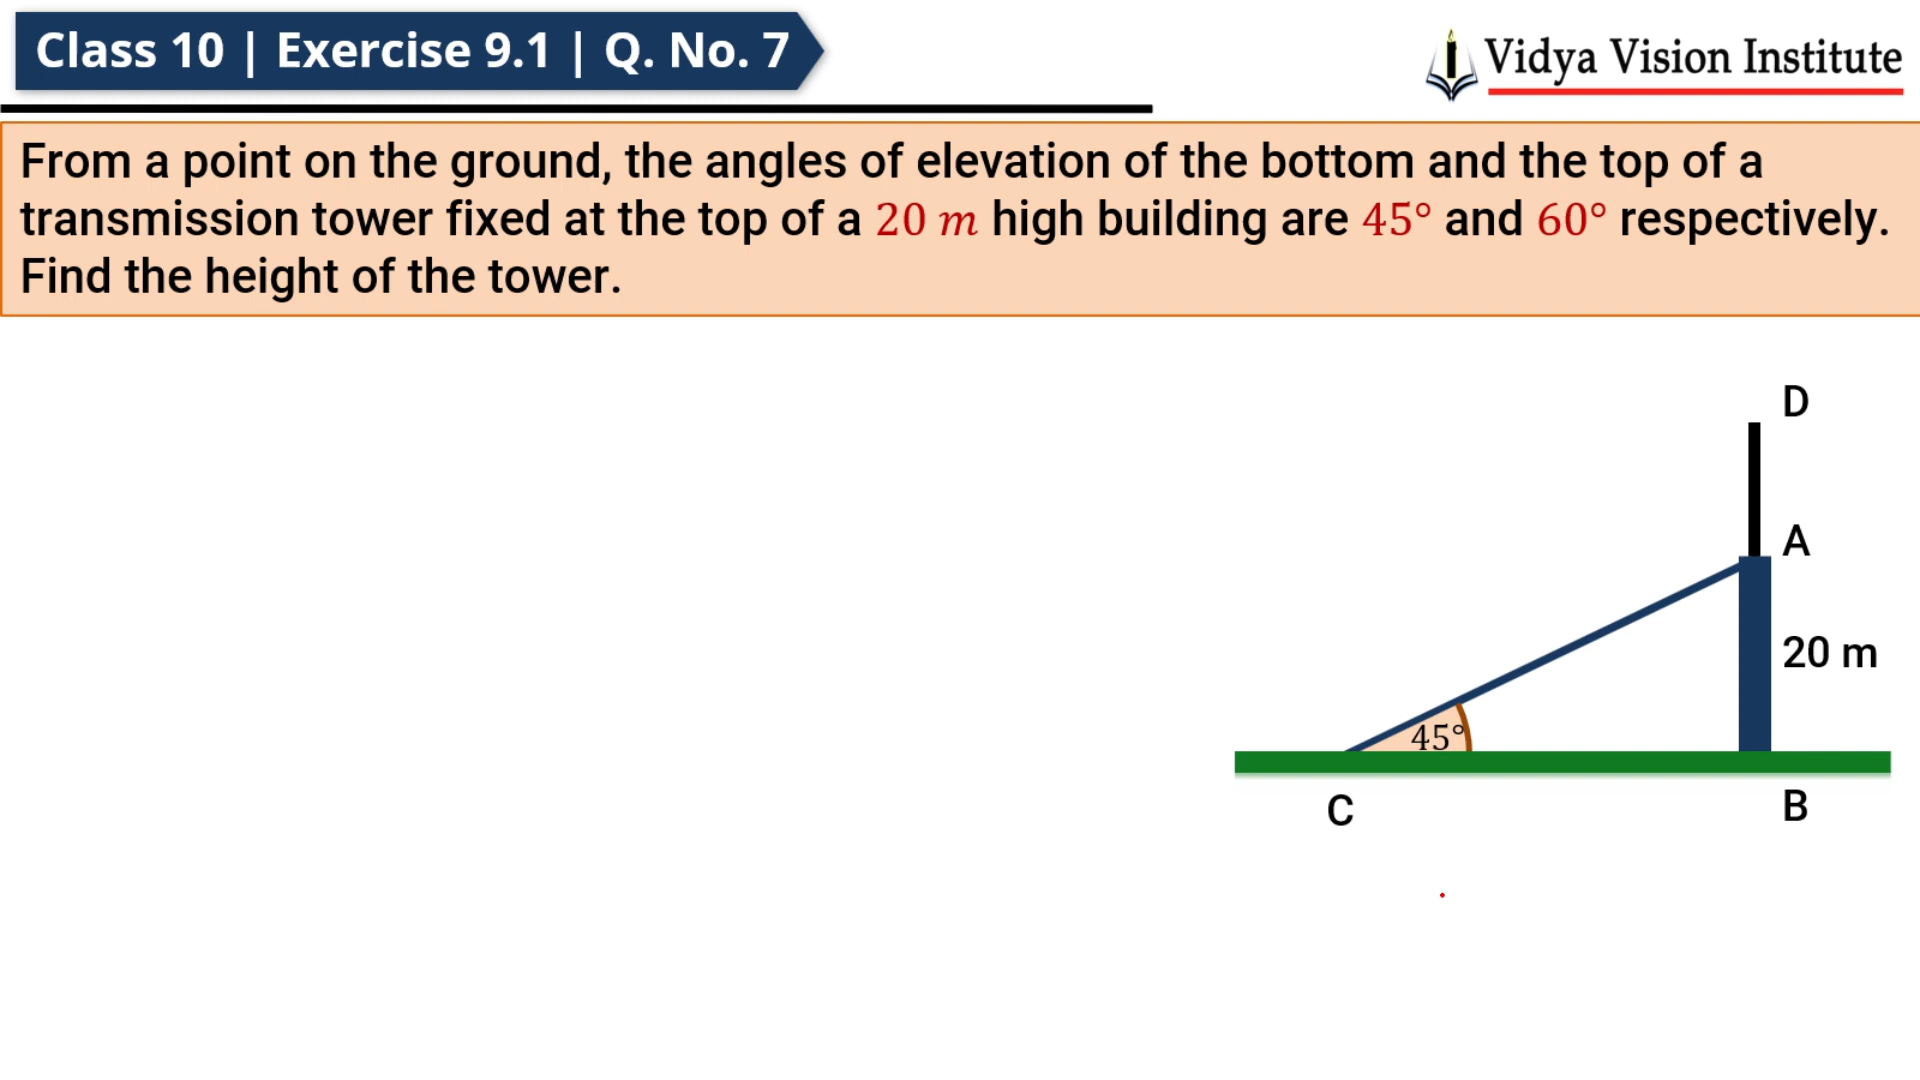 Class 10 | Exercise 9.1 | Q. No. 7
Vidya Vision Institute
From a point on the ground, the angles of elevation of the bottom and the top of a
transmission tower fixed at the top of a 20 m high building are 45° and 60° respectively.
Find the height of the tower.
D
A
20 m
45°
C
B